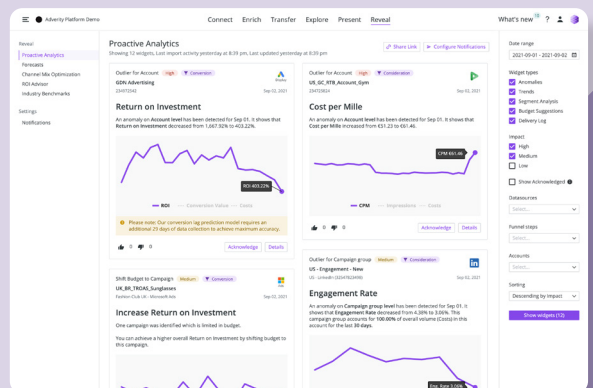 Adverity Platform Demo
Connect Enrich Transfer Explore Present Reveal
What's new
?
Reveal
Proactive Analytics
Forecasts
Channel Mix Optimization
ROI Advisor
Industry Benchmarks
Settings
Notifications
Proactive Analytics
Showing 12 widgets, Last import activity yesterday at 8:39 pm, Last updated yesterday at 8:39 pm
Share Link
Configure Notifications
Outlier for Account High Conversion
GDN-Advertising
234572342
Sep 02, 2021
Return on Investment
An anomaly on Account level has been detected for Sep 01. It shows that
Return on Investment decreased from 1,667.92% to 403.22%.
ROI 403.22%
ROI Conversion Value Costs
Please note: Our conversion lag prediction model requires an
additional 25 days of data collection to achieve maximum accuracy.
0 0
Acknowledge
Details
Shift Budget to Campaign Medium Conversion
UK_BR_TROAS_Sunglasses
Fashion Club UK - Microsoft Ads
Sep 02, 2021
Increase Return on Investment
One campaign was identified which is limited in budget.
You can achieve a higher overall Return on Investment by shifting budget to
this campaign.
Outlier for Account High Consideration
US_GC_RTB_Account_Gym
Sep 02, 2021
Cost per Mille
An anomaly on Account level has been detected for Sep 01. It shows that
Cost per Mille increased from €51.23 to €61.46.
CPM €61.46
CPM Impressions Costs
0 0
Acknowledge
Details
Outlier for Campaign group Medium Consideration
US - Engagement - New
Sep 02, 2021
Engagement Rate
An anomaly on Campaign group level has been detected for Sep 01. It
shows that Engagement Rate decreased from 4.38% to 3.06%. This
campaign group accounts for 100.00% of overall volume (Costs) in this
account for the last 30 days.
Eng. Rate 3.06%
Date range
2021-09-01 - 2021-09-02
Widget types
Anomalies
Trends
Segment Analysis
Budget Suggestions
Delivery Log
Impact
High
Medium
Low
Show Acknowledged
Datasources
Select...
Funnel steps
Select...
Accounts
Select...
Sorting
Descending by Impact
Show widgets (12)